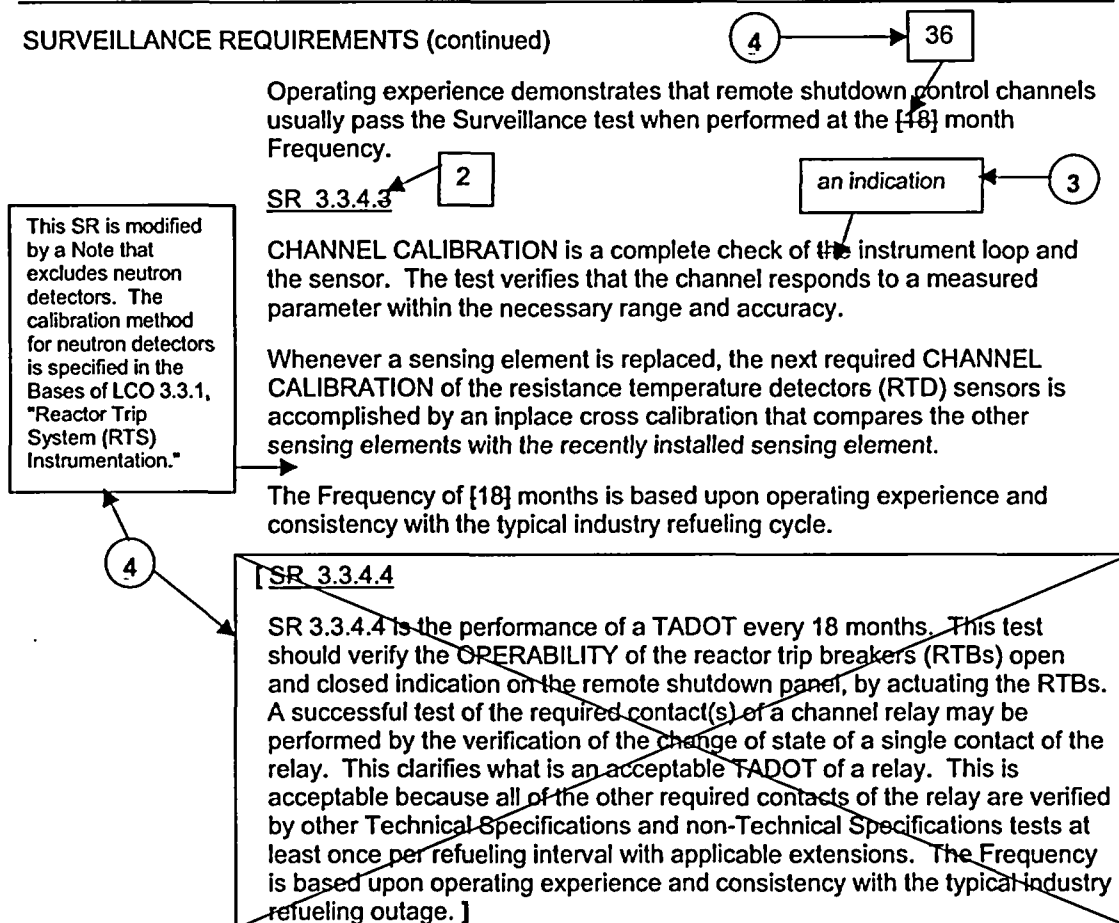 SURVEILLANCE REQUIREMENTS (continued)
4
36
Operating experience demonstrates that remote shutdown control channels
usually pass the Surveillance test when performed at the [18] month
Frequency.
SR 3.3.4.3
2
an indication
3
This SR is modified
by a Note that
excludes neutron
detectors. The
calibration method
for neutron detectors
is specified in the
Bases of LCO 3.3.1,
"Reactor Trip
System (RTS)
Instrumentation."
CHANNEL CALIBRATION is a complete check of the instrument loop and
the sensor. The test verifies that the channel responds to a measured
parameter within the necessary range and accuracy.
Whenever a sensing element is replaced, the next required CHANNEL
CALIBRATION of the resistance temperature detectors (RTD) sensors is
accomplished by an inplace cross calibration that compares the other
sensing elements with the recently installed sensing element.
The Frequency of [18] months is based upon operating experience and
consistency with the typical industry refueling cycle.
4
[ SR 3.3.4.4
SR 3.3.4.4 is the performance of a TADOT every 18 months. This test
should verify the OPERABILITY of the reactor trip breakers (RTBs) open
and closed indication on the remote shutdown panel, by actuating the RTBs.
A successful test of the required contact(s) of a channel relay may be
performed by the verification of the change of state of a single contact of the
relay. This clarifies what is an acceptable TADOT of a relay. This is
acceptable because all of the other required contacts of the relay are verified
by other Technical Specifications and non-Technical Specifications tests at
least once per refueling interval with applicable extensions. The Frequency
is based upon operating experience and consistency with the typical industry
refueling outage. ]